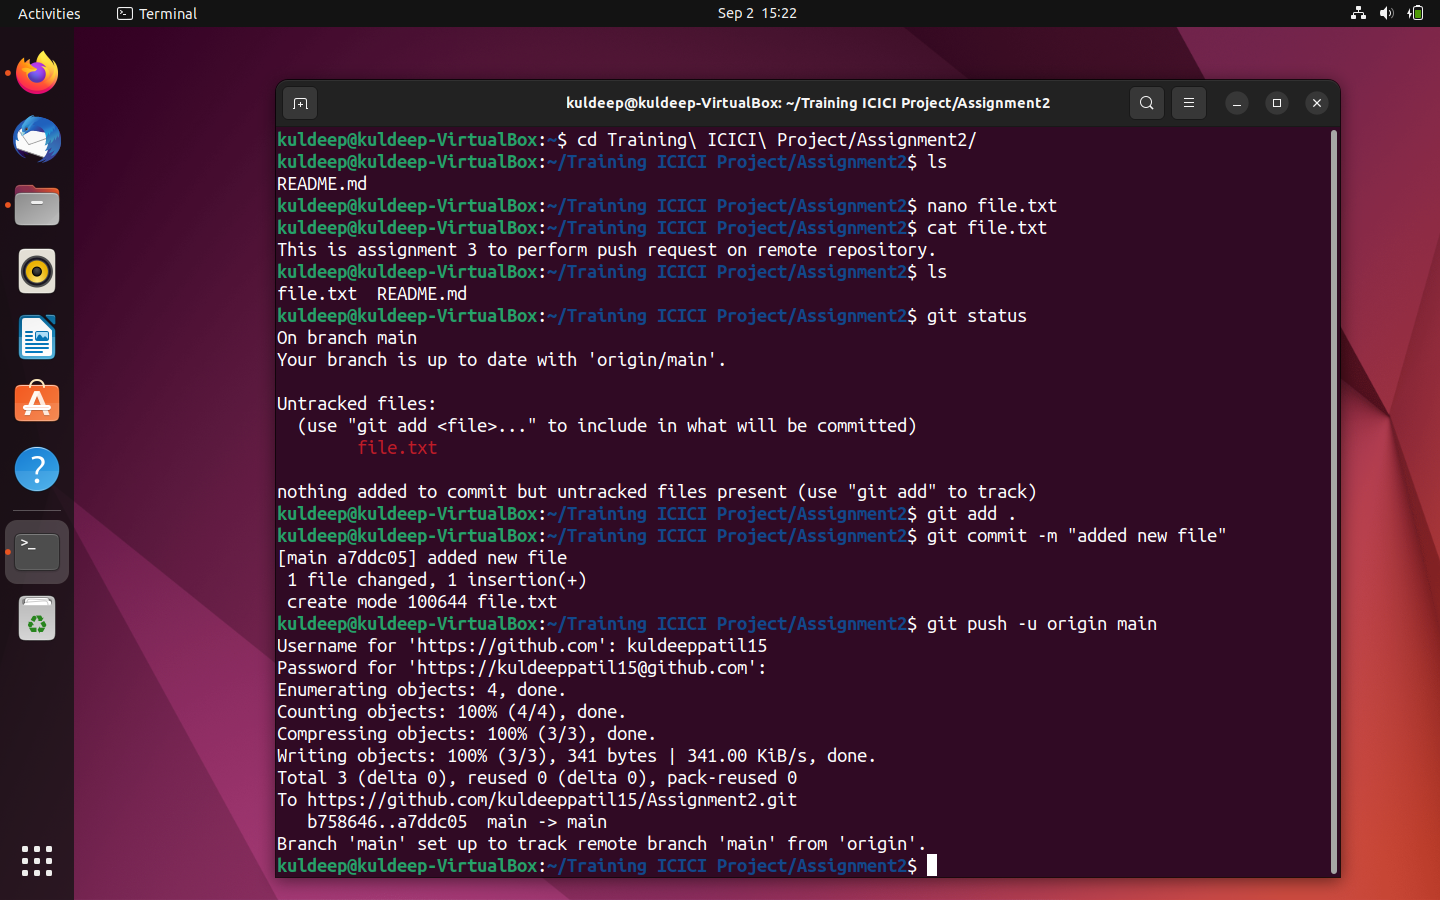 Activities
Terminal
Sep 2 15:22
kuldeep@kuldeep-VirtualBox: ~/Training ICICI Project/Assignment2
kuldeep@kuldeep-VirtualBox:~$ cd Training\ ICICI\ Project/Assignment2/
kuldeep@kuldeep-VirtualBox:~/Training ICICI Project/Assignment2$ ls
README.md
kuldeep@kuldeep-VirtualBox:~/Training ICICI Project/Assignment2$ nano file.txt
kuldeep@kuldeep-VirtualBox:~/Training ICICI Project/Assignment2$ cat file.txt
This is assignment 3 to perform push request on remote repository.
kuldeep@kuldeep-VirtualBox:~/Training ICICI Project/Assignment2$ ls
file.txt  README.md
kuldeep@kuldeep-VirtualBox:~/Training ICICI Project/Assignment2$ git status
On branch main
Your branch is up to date with 'origin/main'.
Untracked files:
  (use "git add <file>..." to include in what will be committed)
        file.txt
nothing added to commit but untracked files present (use "git add" to track)
kuldeep@kuldeep-VirtualBox:~/Training ICICI Project/Assignment2$ git add .
kuldeep@kuldeep-VirtualBox:~/Training ICICI Project/Assignment2$ git commit -m "added new file"
[main a7ddc05] added new file
 1 file changed, 1 insertion(+)
 create mode 100644 file.txt
kuldeep@kuldeep-VirtualBox:~/Training ICICI Project/Assignment2$ git push -u origin main
Username for 'https://github.com': kuldeeppatil15
Password for 'https://kuldeeppatil15@github.com':
Enumerating objects: 4, done.
Counting objects: 100% (4/4), done.
Compressing objects: 100% (3/3), done.
Writing objects: 100% (3/3), 341 bytes | 341.00 KiB/s, done.
Total 3 (delta 0), reused 0 (delta 0), pack-reused 0
To https://github.com/kuldeeppatil15/Assignment2.git
   b758646..a7ddc05  main -> main
Branch 'main' set up to track remote branch 'main' from 'origin'.
kuldeep@kuldeep-VirtualBox:~/Training ICICI Project/Assignment2$